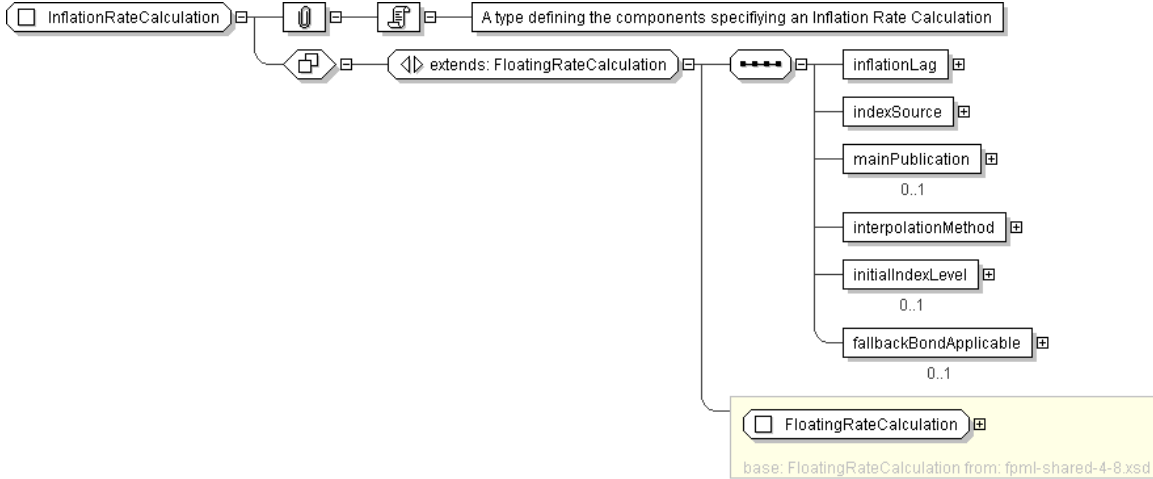 InflationRateCalculation
A type defining the components specifiying an Inflation Rate Calculation
extends: FloatingRateCalculation
inflationLag
indexSource
mainPublication
0..1
interpolationMethod
initialIndexLevel
0..1
fallbackBondApplicable
0..1
FloatingRateCalculation
base: FloatingRateCalculation from: fpml-shared-4-8.xsd